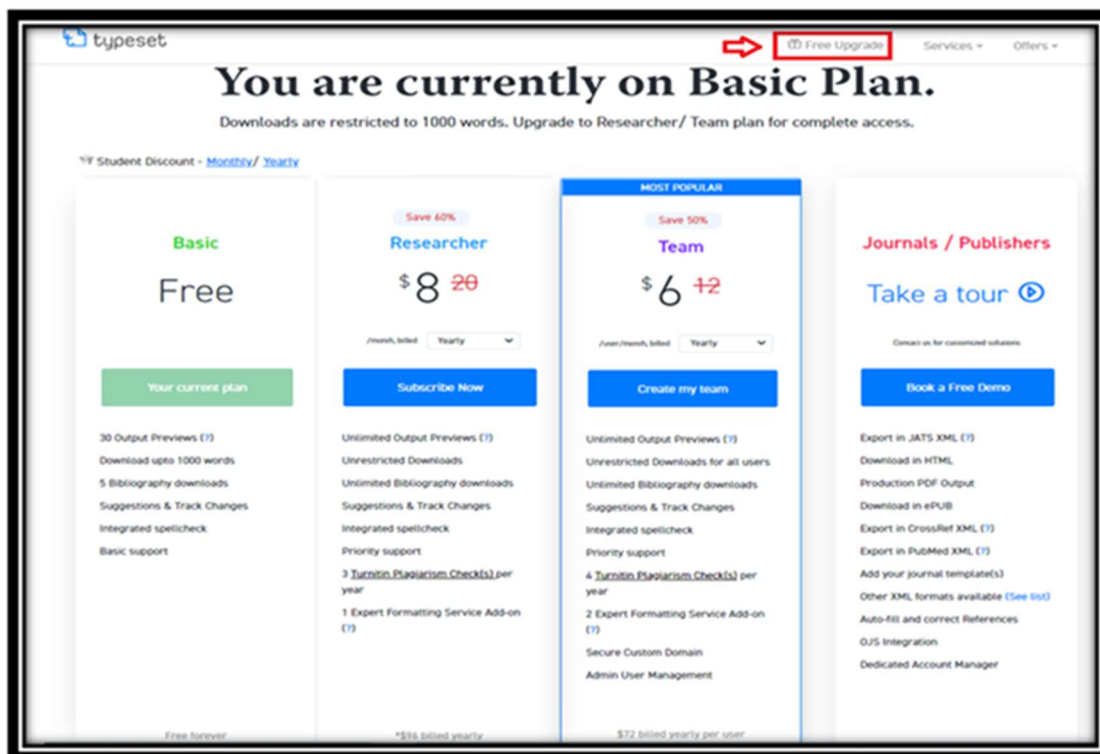 typeset
Free Upgrade
Services
Offers
You are currently on Basic Plan.
Downloads are restricted to 1000 words. Upgrade to Researcher/ Team plan for complete access.
Student Discount - Monthly/ Yearly
Basic
Free
Your current plan
30 Output Previews (?)
Download upto 1000 words
5 Bibliography downloads
Suggestions & Track Changes
Integrated spellcheck
Basic support
Free forever
Save 60%
Researcher
$8 20
/month, billed Yearly
Subscribe Now
Unlimited Output Previews (?)
Unrestricted Downloads
Unlimited Bibliography downloads
Suggestions & Track Changes
Integrated spellcheck
Priority support
3 Turnitin Plagiarism Check(s) per
year
1 Expert Formatting Service Add-on
(?)
*$96 billed yearly
MOST POPULAR
Save 50%
Team
$6 12
/user/month, billed Yearly
Create my team
Unlimited Output Previews (?)
Unrestricted Downloads for all users
Unlimited Bibliography downloads
Suggestions & Track Changes
Integrated spellcheck
Priority support
4 Turnitin Plagiarism Check(s) per
year
2 Expert Formatting Service Add-on
(?)
Secure Custom Domain
Admin User Management
$72 billed yearly per user
Journals / Publishers
Take a tour
Contact us for customized solutions
Book a Free Demo
Export in JATS XML (?)
Download in HTML
Production PDF Output
Download in ePUB
Export in CrossRef XML (?)
Export in PubMed XML (?)
Add your journal template(s)
Other XML formats available (See list)
Auto-fill and correct References
OJS Integration
Dedicated Account Manager